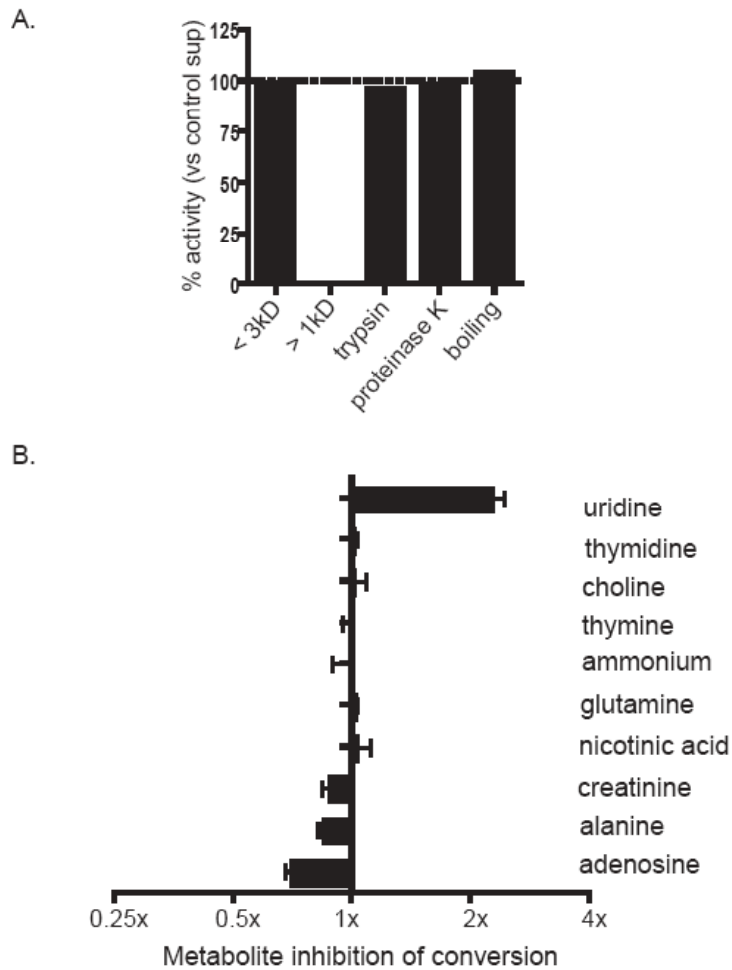 A.
% activity (vs control sup)
125
100
75
50
25
0
< 3kD
> 1kD
trypsin
proteinase K
boiling
B.
uridine
thymidine
choline
thymine
ammonium
glutamine
nicotinic acid
creatinine
alanine
adenosine
0.25x 0.5x 1x 2x 4x
Metabolite inhibition of conversion